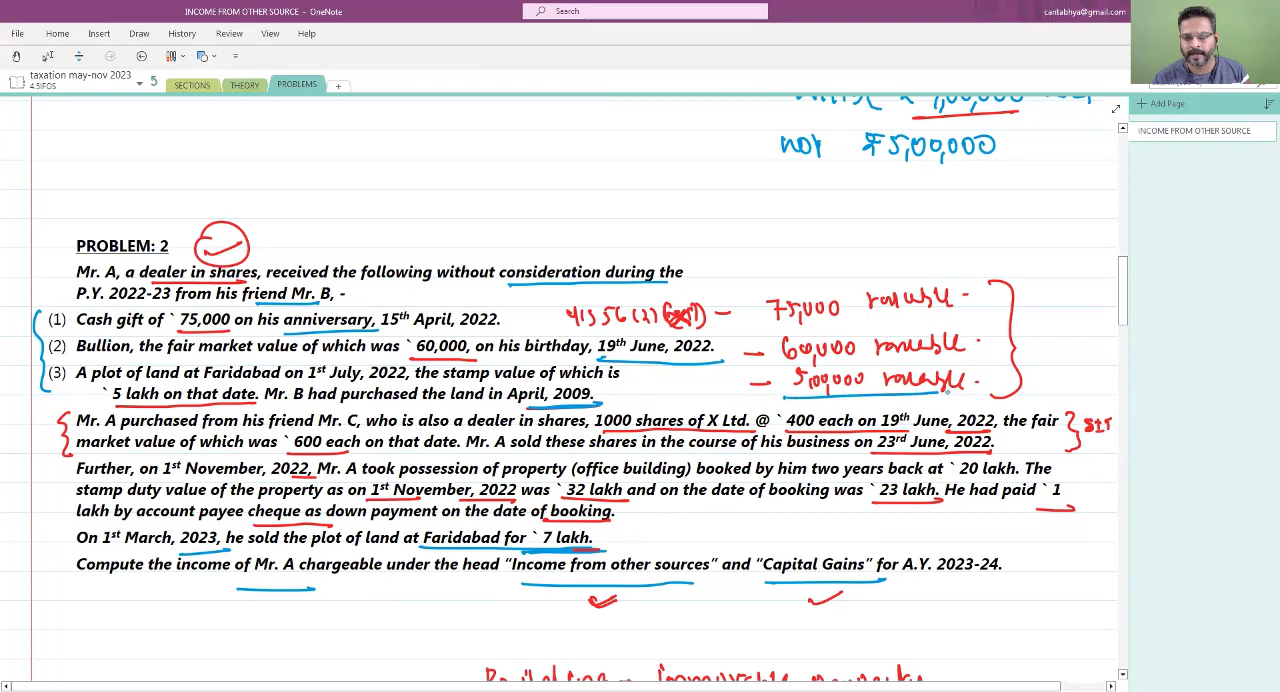 INCOME FROM OTHER SOURCE - OneNote
Search
cantabhya@gmail.com
File Home Insert Draw History Review View Help
taxation may-nov 2023
4.SIFOS
SECTIONS THEORY PROBLEMS +
Add Page
INCOME FROM OTHER SOURCE
not ₹5,00,000
PROBLEM: 2
Mr. A, a dealer in shares, received the following without consideration during the
P.Y. 2022-23 from his friend Mr. B, -
75,000 taxable -
(1) Cash gift of ` 75,000 on his anniversary, 15th April, 2022.
(2) Bullion, the fair market value of which was ` 60,000, on his birthday, 19th June, 2022.
- 60,000 taxable -
(3) A plot of land at Faridabad on 1st July, 2022, the stamp value of which is
` 5 lakh on that date. Mr. B had purchased the land in April, 2009.
- 5,00,000 taxable -
Mr. A purchased from his friend Mr. C, who is also a dealer in shares, 1000 shares of X Ltd. @ ` 400 each on 19th June, 2022, the fair
market value of which was ` 600 each on that date. Mr. A sold these shares in the course of his business on 23rd June, 2022.
Further, on 1st November, 2022, Mr. A took possession of property (office building) booked by him two years back at ` 20 lakh. The
stamp duty value of the property as on 1st November, 2022 was ` 32 lakh and on the date of booking was ` 23 lakh. He had paid ` 1
lakh by account payee cheque as down payment on the date of booking.
On 1st March, 2023, he sold the plot of land at Faridabad for ` 7 lakh.
Compute the income of Mr. A chargeable under the head “Income from other sources” and “Capital Gains” for A.Y. 2023-24.